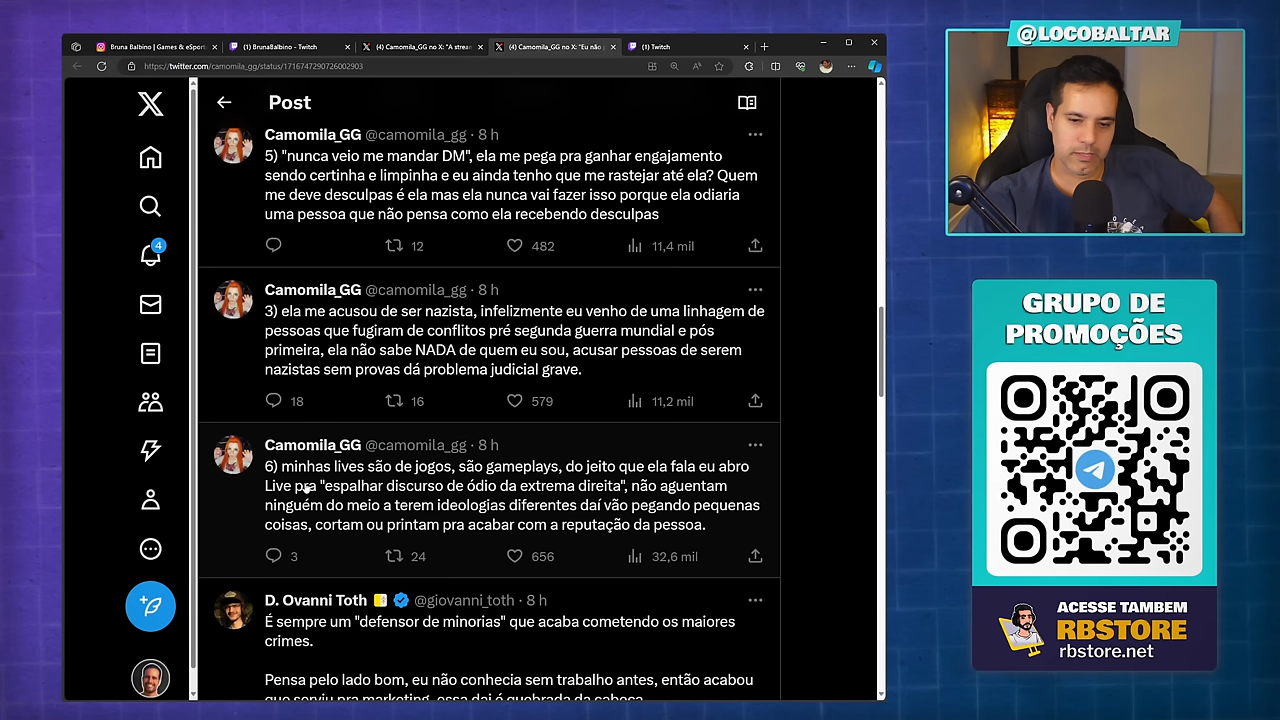 Bruna Balbino | Games & eSport
(1) BrunaBalbino - Twitch
(4) Camomila_GG no X: "A strean
(4) Camomila_GG no X: "Eu não
(1) Twitch
https://twitter.com/camomila_gg/status/1716747290726002903
@LOCOBALTAR
Post
4
Camomila_GG @camomila_gg · 8 h
5) "nunca veio me mandar DM", ela me pega pra ganhar engajamento
sendo certinha e limpinha e eu ainda tenho que me rastejar até ela? Quem
me deve desculpas é ela mas ela nunca vai fazer isso porque ela odiaria
uma pessoa que não pensa como ela recebendo desculpas
12 482 11,4 mil
Camomila_GG @camomila_gg · 8 h
3) ela me acusou de ser nazista, infelizmente eu venho de uma linhagem de
pessoas que fugiram de conflitos pré segunda guerra mundial e pós
primeira, ela não sabe NADA de quem eu sou, acusar pessoas de serem
nazistas sem provas dá problema judicial grave.
18 16 579 11,2 mil
Camomila_GG @camomila_gg · 8 h
6) minhas lives são de jogos, são gameplays, do jeito que ela fala eu abro
Live pra "espalhar discurso de ódio da extrema direita", não aguentam
ninguém do meio a terem ideologias diferentes daí vão pegando pequenas
coisas, cortam ou printam pra acabar com a reputação da pessoa.
3 24 656 32,6 mil
D. Ovanni Toth @giovanni_toth · 8 h
É sempre um "defensor de minorias" que acaba cometendo os maiores
crimes.
Pensa pelo lado bom, eu não conhecia sem trabalho antes, então acabou
que serviu pra marketing, essa daí é quebrada da cabeça
GRUPO DE
PROMOÇÕES
ACESSE TAMBEM
RBSTORE
rbstore.net